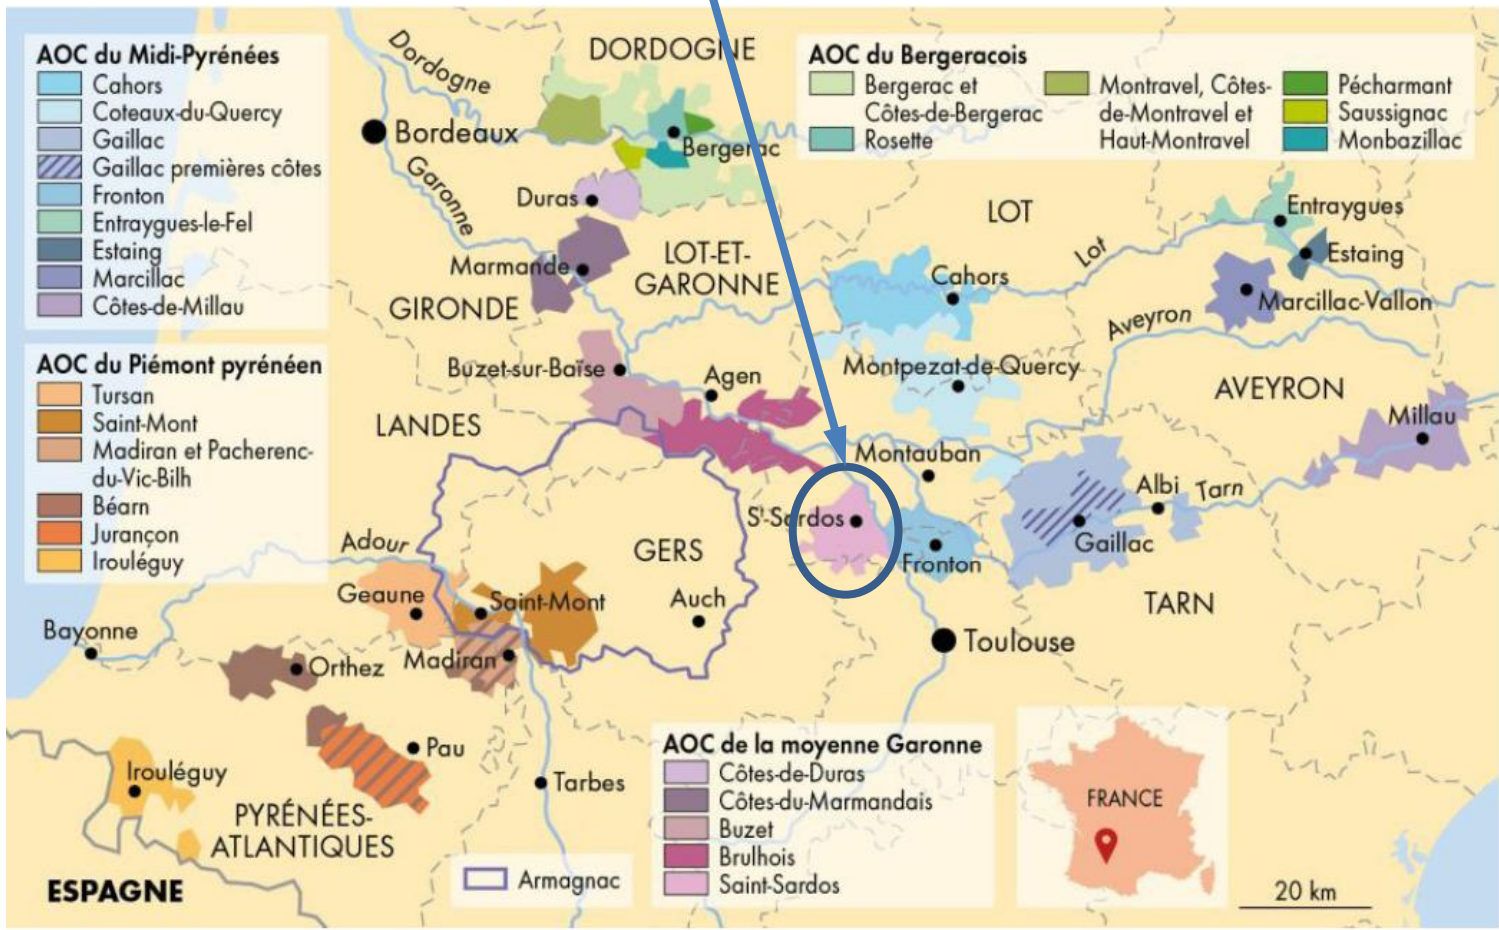 AOC du Midi-Pyrénées
Cahors
Coteaux-du-Quercy
Gaillac
Gaillac premières côtes
Fronton
Entraygues-le-Fel
Estaing
Marcillac
Côtes-de-Millau
AOC du Piémont pyrénéen
Tursan
Saint-Mont
Madiran et Pacherenc-
du-Vic-Bilh
Béarn
Jurançon
Irouléguy
AOC du Bergeracois
Bergerac et
Côtes-de-Bergerac
Rosette
Montravel, Côtes-
de-Montravel et
Haut-Montravel
Pécharmant
Saussignac
Monbazillac
DORDOGNE
Dordogne
Bordeaux
Bergerac
Garonne
Duras
LOT
Entraygues
LOT-ET-
GARONNE
Lot
Estaing
Marmande
Cahors
GIRONDE
Marcillac-Vallon
Aveyron
Buzet-sur-Baïse
Agen
Montpezat-de-Quercy
AVEYRON
LANDES
Millau
Montauban
Albi
Tarn
St-Sardos
Adour
GERS
Gaillac
Fronton
Geaune
Saint-Mont
Auch
TARN
Bayonne
Toulouse
Orthez
Madiran
Pau
Irouléguy
Tarbes
PYRÉNÉES-
ATLANTIQUES
ESPAGNE
Armagnac
AOC de la moyenne Garonne
Côtes-de-Duras
Côtes-du-Marmandais
Buzet
Brulhois
Saint-Sardos
FRANCE
20 km